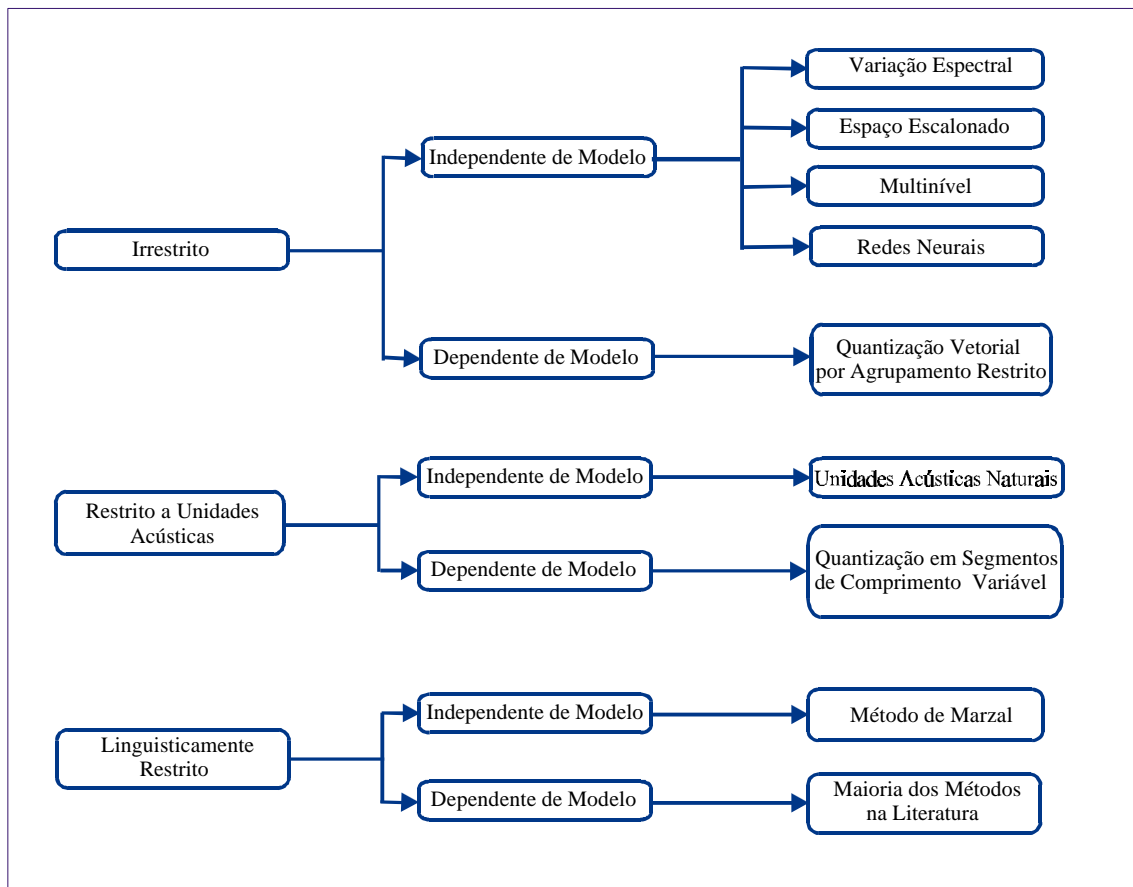 Irrestrito
Independente de Modelo
Variação Espectral
Espaço Escalonado
Multinível
Redes Neurais
Dependente de Modelo
Quantização Vetorial
por Agrupamento Restrito
Restrito a Unidades
Acústicas
Independente de Modelo
Unidades Acústicas Naturais
Dependente de Modelo
Quantização em Segmentos
de Comprimento Variável
Linguisticamente
Restrito
Independente de Modelo
Método de Marzal
Dependente de Modelo
Maioria dos Métodos
na Literatura